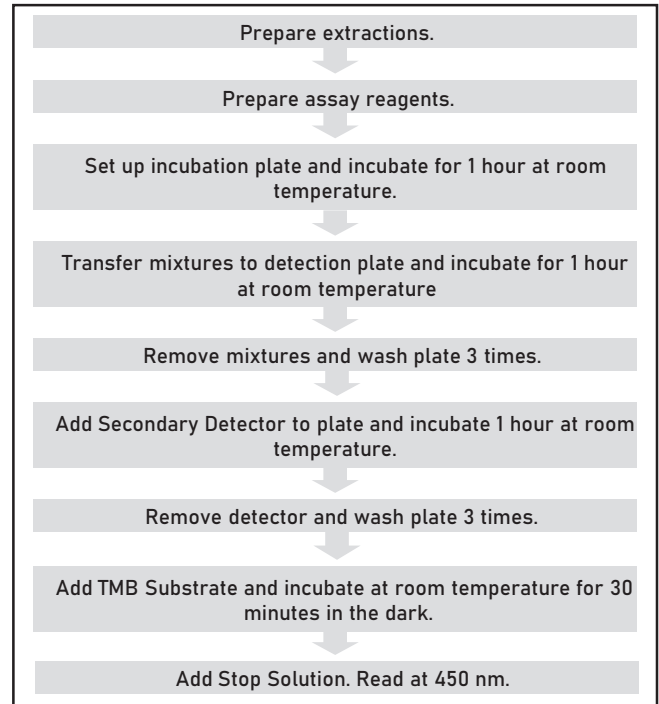 Prepare extractions.
Prepare assay reagents.
Set up incubation plate and incubate for 1 hour at room
temperature.
Transfer mixtures to detection plate and incubate for 1 hour
at room temperature
Remove mixtures and wash plate 3 times.
Add Secondary Detector to plate and incubate 1 hour at room
temperature.
Remove detector and wash plate 3 times.
Add TMB Substrate and incubate at room temperature for 30
minutes in the dark.
Add Stop Solution. Read at 450 nm.